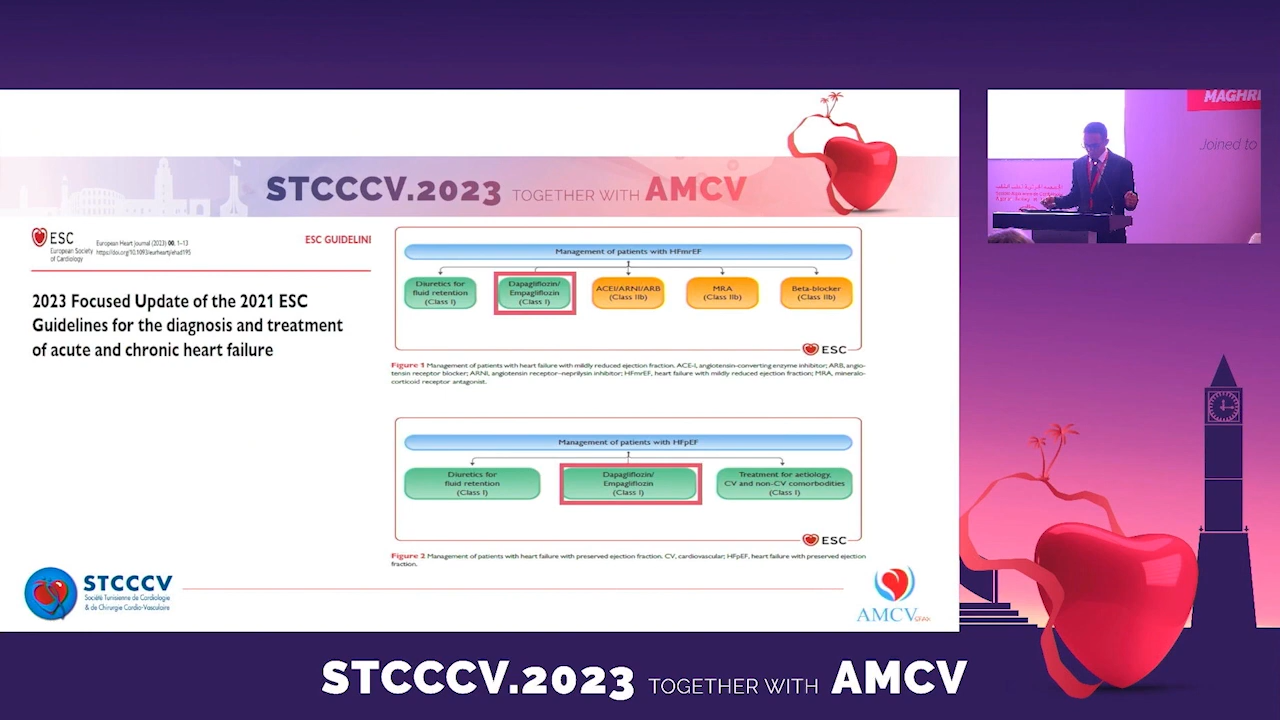 MAGHRE
Joined to
STCCCV.2023 TOGETHER WITH AMCV
ESC
European Society
of Cardiology
European Heart Journal (2023) 00, 1–13
https://doi.org/10.1093/eurheartj/ehad195
ESC GUIDELINI
2023 Focused Update of the 2021 ESC
Guidelines for the diagnosis and treatment
of acute and chronic heart failure
Management of patients with HFmrEF
Diuretics for
fluid retention
(Class I)
Dapagliflozin/
Empagliflozin
(Class I)
ACEI/ARNI/ARB
(Class IIb)
MRA
(Class IIb)
Beta-blocker
(Class IIb)
ESC
Figure 1 Management of patients with heart failure with mildly reduced ejection fraction. ACE-I, angiotensin-converting enzyme inhibitor; ARB, angio-
tensin receptor blocker; ARNI, angiotensin receptor–neprilysin inhibitor; HFmrEF, heart failure with mildly reduced ejection fraction; MRA, mineralo-
corticoid receptor antagonist.
Management of patients with HFpEF
Diuretics for
fluid retention
(Class I)
Dapagliflozin/
Empagliflozin
(Class I)
Treatment for aetiology,
CV and non-CV comorbodities
(Class I)
ESC
Figure 2 Management of patients with heart failure with preserved ejection fraction. CV, cardiovascular; HFpEF, heart failure with preserved ejection
fraction.
STCCCV
Société Tunisienne de Cardiologie
& de Chirurgie Cardio-Vasculaire
AMCV
STCCCV.2023 TOGETHER WITH AMCV